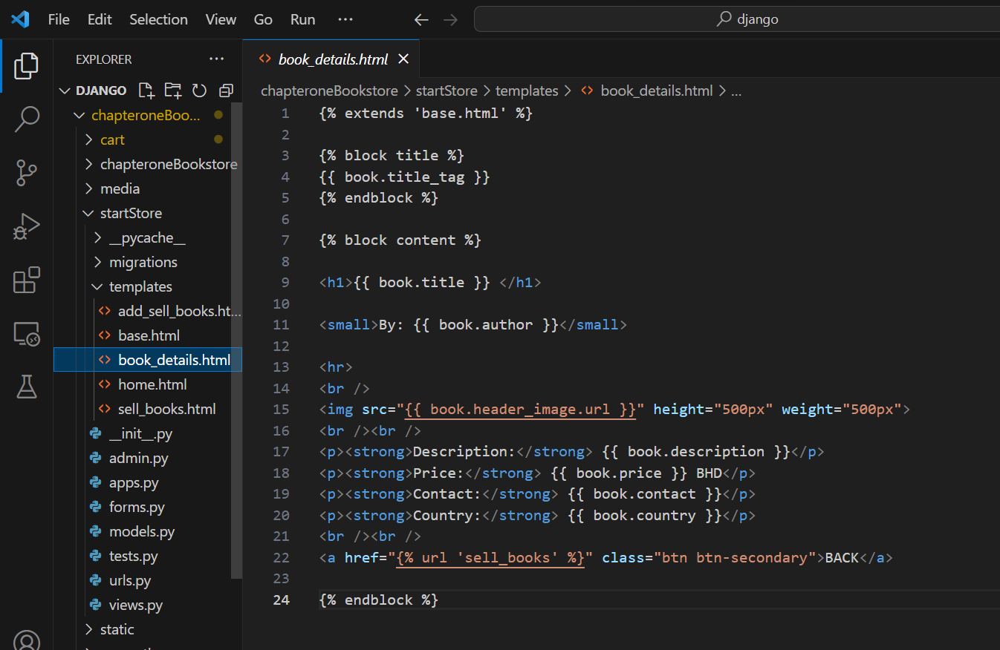 File Edit Selection View Go Run ... django
EXPLORER ...
DJANGO
chapteroneBoo...
cart
chapteroneBookstore
media
startStore
__pycache__
migrations
templates
add_sell_books.ht...
base.html
book_details.html
home.html
sell_books.html
__init__.py
admin.py
apps.py
forms.py
models.py
tests.py
urls.py
views.py
static
book_details.html
chapteroneBookstore > startStore > templates > book_details.html > ...
1 {% extends 'base.html' %}
2
3 {% block title %}
4 {{ book.title_tag }}
5 {% endblock %}
6
7 {% block content %}
8
9 <h1>{{ book.title }} </h1>
10
11 <small>By: {{ book.author }}</small>
12
13 <hr>
14 <br />
15 <img src="{{ book.header_image.url }}" height="500px" weight="500px">
16 <br /><br />
17 <p><strong>Description:</strong> {{ book.description }}</p>
18 <p><strong>Price:</strong> {{ book.price }} BHD</p>
19 <p><strong>Contact:</strong> {{ book.contact }}</p>
20 <p><strong>Country:</strong> {{ book.country }}</p>
21 <br /><br />
22 <a href="{% url 'sell_books' %}" class="btn btn-secondary">BACK</a>
23
24 {% endblock %}